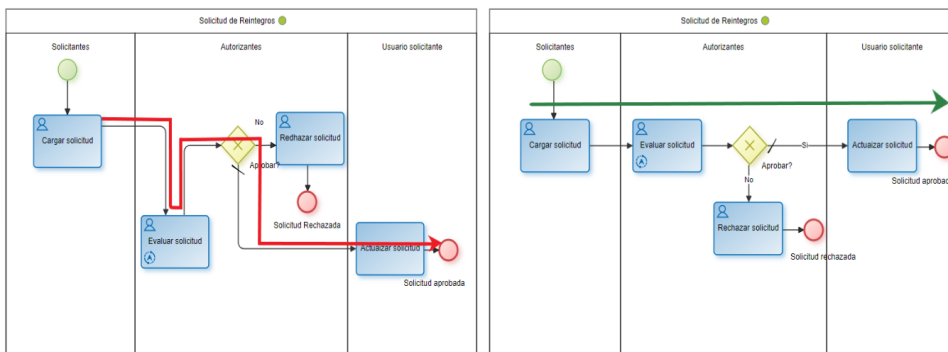 Solicitud de Reintegros
Solicitantes
Autorizantes
Usuario solicitante
Cargar solicitud
No
Rechazar solicitud
Aprobar?
Solicitud Rechazada
Evaluar solicitud
Actualizar solicitud
Solicitud aprobada
Solicitud de Reintegros
Solicitantes
Autorizantes
Usuario solicitante
Cargar solicitud
Evaluar solicitud
Aprobar?
Si
Actuaizar solicitud
Solicitud aprobad
No
Rechazar solicitud
Solicitud rechazada